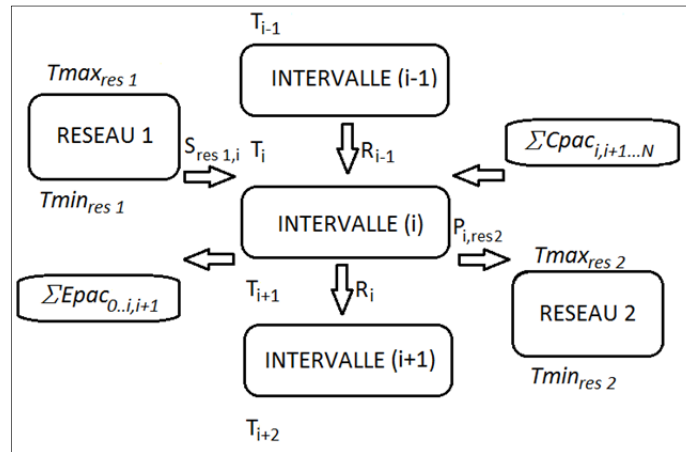 T_{i-1}
Tmax_{res 1}
INTERVALLE (i-1)
RESEAU 1
S_{res 1,i}
T_i
R_{i-1}
ΣCpac_{i,i+1...N}
Tmin_{res 1}
INTERVALLE (i)
P_{i,res2}
Tmax_{res 2}
ΣEpac_{0..i,i+1}
T_{i+1}
R_i
RESEAU 2
INTERVALLE (i+1)
Tmin_{res 2}
T_{i+2}